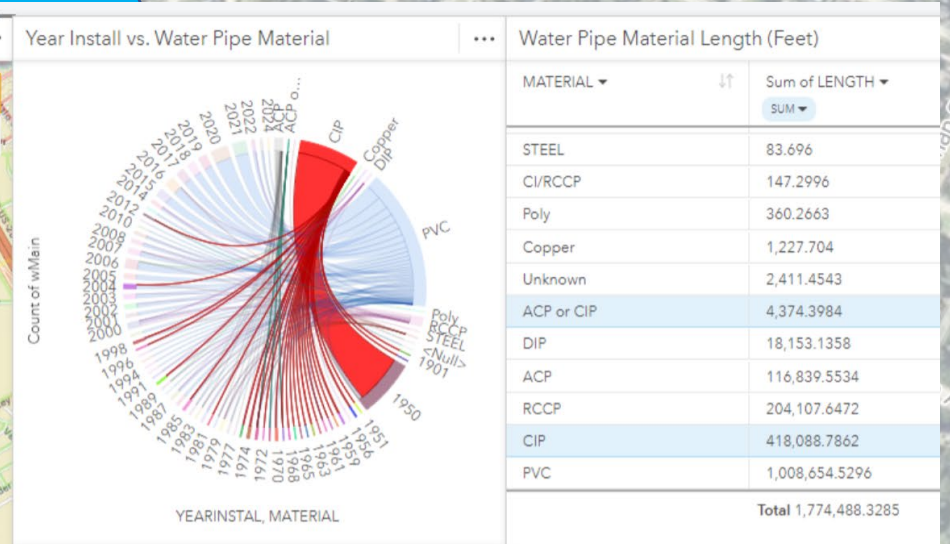 Year Install vs. Water Pipe Material
...
Water Pipe Material Length (Feet)
MATERIAL
Sum of LENGTH
SUM
STEEL 83.696
CI/RCCP 147.2996
Poly 360.2663
Copper 1,227.704
Unknown 2,411.4543
ACP or CIP 4,374.3984
DIP 18,153.1358
ACP 116,839.5534
RCCP 204,107.6472
CIP 418,088.7862
PVC 1,008,654.5296
Total 1,774,488.3285
Count of wMain
ACP
ACP o...
CIP
Copper
DIP
PVC
Poly
RCCP
STEEL
<Null>
1901
1950
1951
1956
1959
1961
1963
1965
1968
1970
1972
1974
1977
1979
1981
1983
1985
1987
1989
1991
1994
1996
1998
2000
2001
2002
2003
2004
2005
2006
2007
2008
2010
2012
2014
2015
2016
2017
2018
2019
2020
2021
2022
YEARINSTAL, MATERIAL